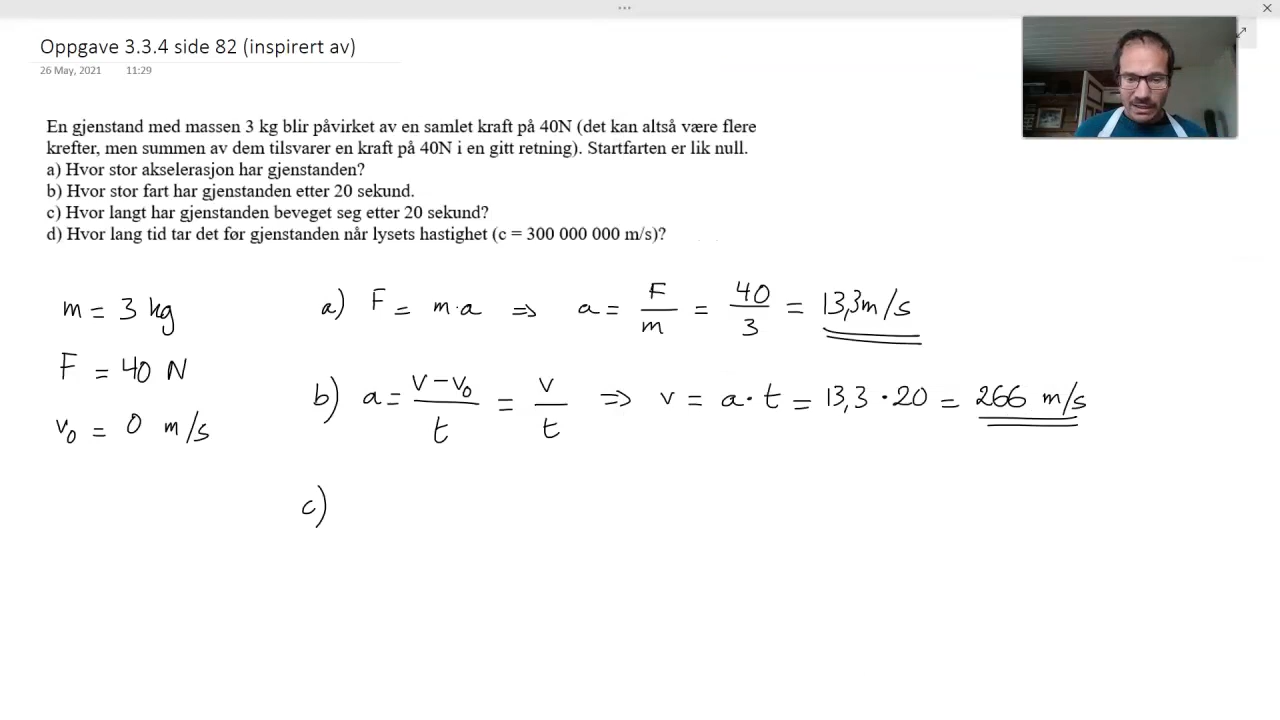 Oppgave 3.3.4 side 82 (inspirert av)
26 May, 2021 11:29
En gjenstand med massen 3 kg blir påvirket av en samlet kraft på 40N (det kan altså være flere
krefter, men summen av dem tilsvarer en kraft på 40N i en gitt retning). Startfarten er lik null.
a) Hvor stor akselerasjon har gjenstanden?
b) Hvor stor fart har gjenstanden etter 20 sekund.
c) Hvor langt har gjenstanden beveget seg etter 20 sekund?
d) Hvor lang tid tar det før gjenstanden når lysets hastighet (c = 300 000 000 m/s)?
m = 3 kg
F = 40 N
v₀ = 0 m/s
a) F = m·a ⇒ a = F/m = 40/3 = 13,3m/s
b) a = (v-v₀)/t = v/t ⇒ v = a·t = 13,3·20 = 266 m/s
c)